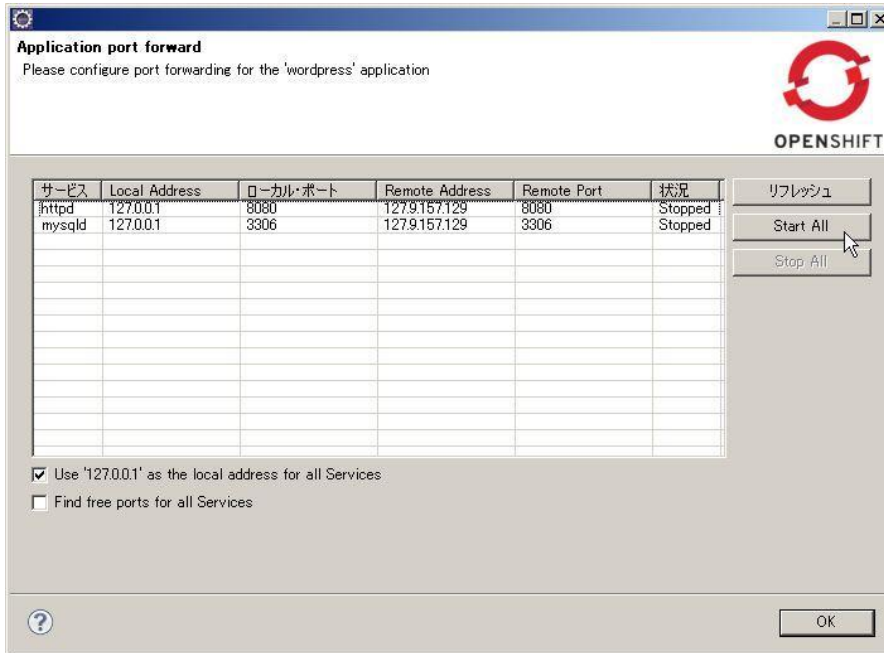 Application port forward
Please configure port forwarding for the 'wordpress' application
OPENSHIFT
サービス Local Address ローカル・ポート Remote Address Remote Port 状況
httpd 127.0.0.1 8080 127.9.157.129 8080 Stopped
mysqld 127.0.0.1 3306 127.9.157.129 3306 Stopped
リフレッシュ
Start All
Stop All
Use '127.0.0.1' as the local address for all Services
Find free ports for all Services
?
OK